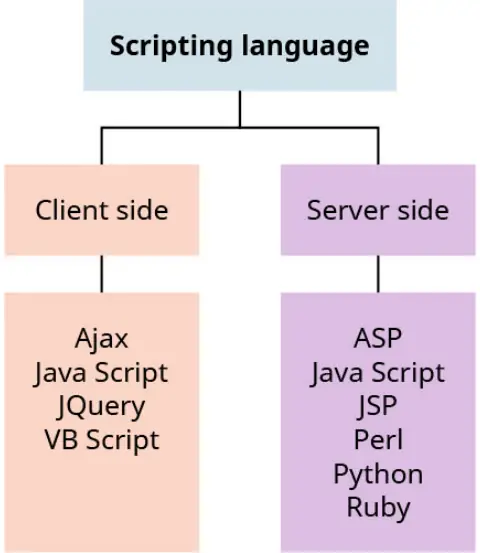 Scripting language
Client side
Server side
Ajax
Java Script
JQuery
VB Script
ASP
Java Script
JSP
Perl
Python
Ruby